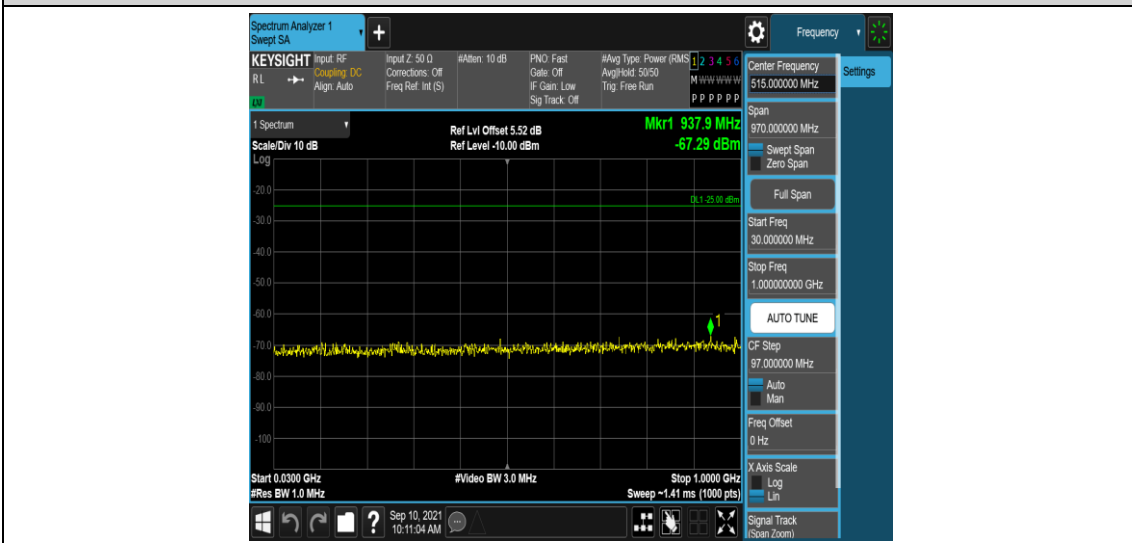 Spectrum Analyzer 1
Swept SA
+
Frequency
KEYSIGHT
RL
LW
Input: RF
Coupling: DC
Align: Auto
Input Z: 50 Ω
Corrections: Off
Freq Ref: Int (S)
#Atten: 10 dB
PNO: Fast
Gate: Off
IF Gain: Low
Sig Track: Off
#Avg Type: Power (RMS
Avg|Hold: 50/50
Trig: Free Run
1 2 3 4 5 6
M W W W W W
P P P P P P
Center Frequency
515.000000 MHz
Settings
1 Spectrum
Scale/Div 10 dB
Ref Lvl Offset 5.52 dB
Ref Level -10.00 dBm
Mkr1 937.9 MHz
-67.29 dBm
Log
-20.0
DL1 -25.00 dBm
-30.0
-40.0
-50.0
-60.0
1
-70.0
-80.0
-90.0
-100
Start 0.0300 GHz
#Res BW 1.0 MHz
#Video BW 3.0 MHz
Stop 1.0000 GHz
Sweep ~1.41 ms (1000 pts)
Span
970.000000 MHz
Swept Span
Zero Span
Full Span
Start Freq
30.000000 MHz
Stop Freq
1.000000000 GHz
AUTO TUNE
CF Step
97.000000 MHz
Auto
Man
Freq Offset
0 Hz
X Axis Scale
Log
Lin
Signal Track
(Span Zoom)
?
Sep 10, 2021
10:11:04 AM